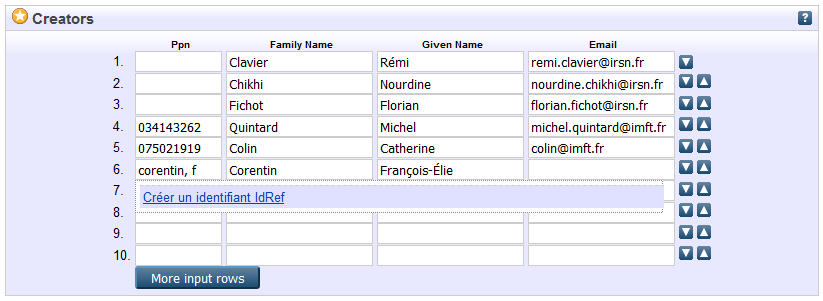 Creators ?
Ppn Family Name Given Name Email
1. Clavier Rémi remi.clavier@irsn.fr
2. Chikhi Nourdine nourdine.chikhi@irsn.fr
3. Fichot Florian florian.fichot@irsn.fr
4. 034143262 Quintard Michel michel.quintard@imft.fr
5. 075021919 Colin Catherine colin@imft.fr
6. corentin, f Corentin François-Élie
7. Créer un identifiant IdRef
8.
9.
10.
More input rows